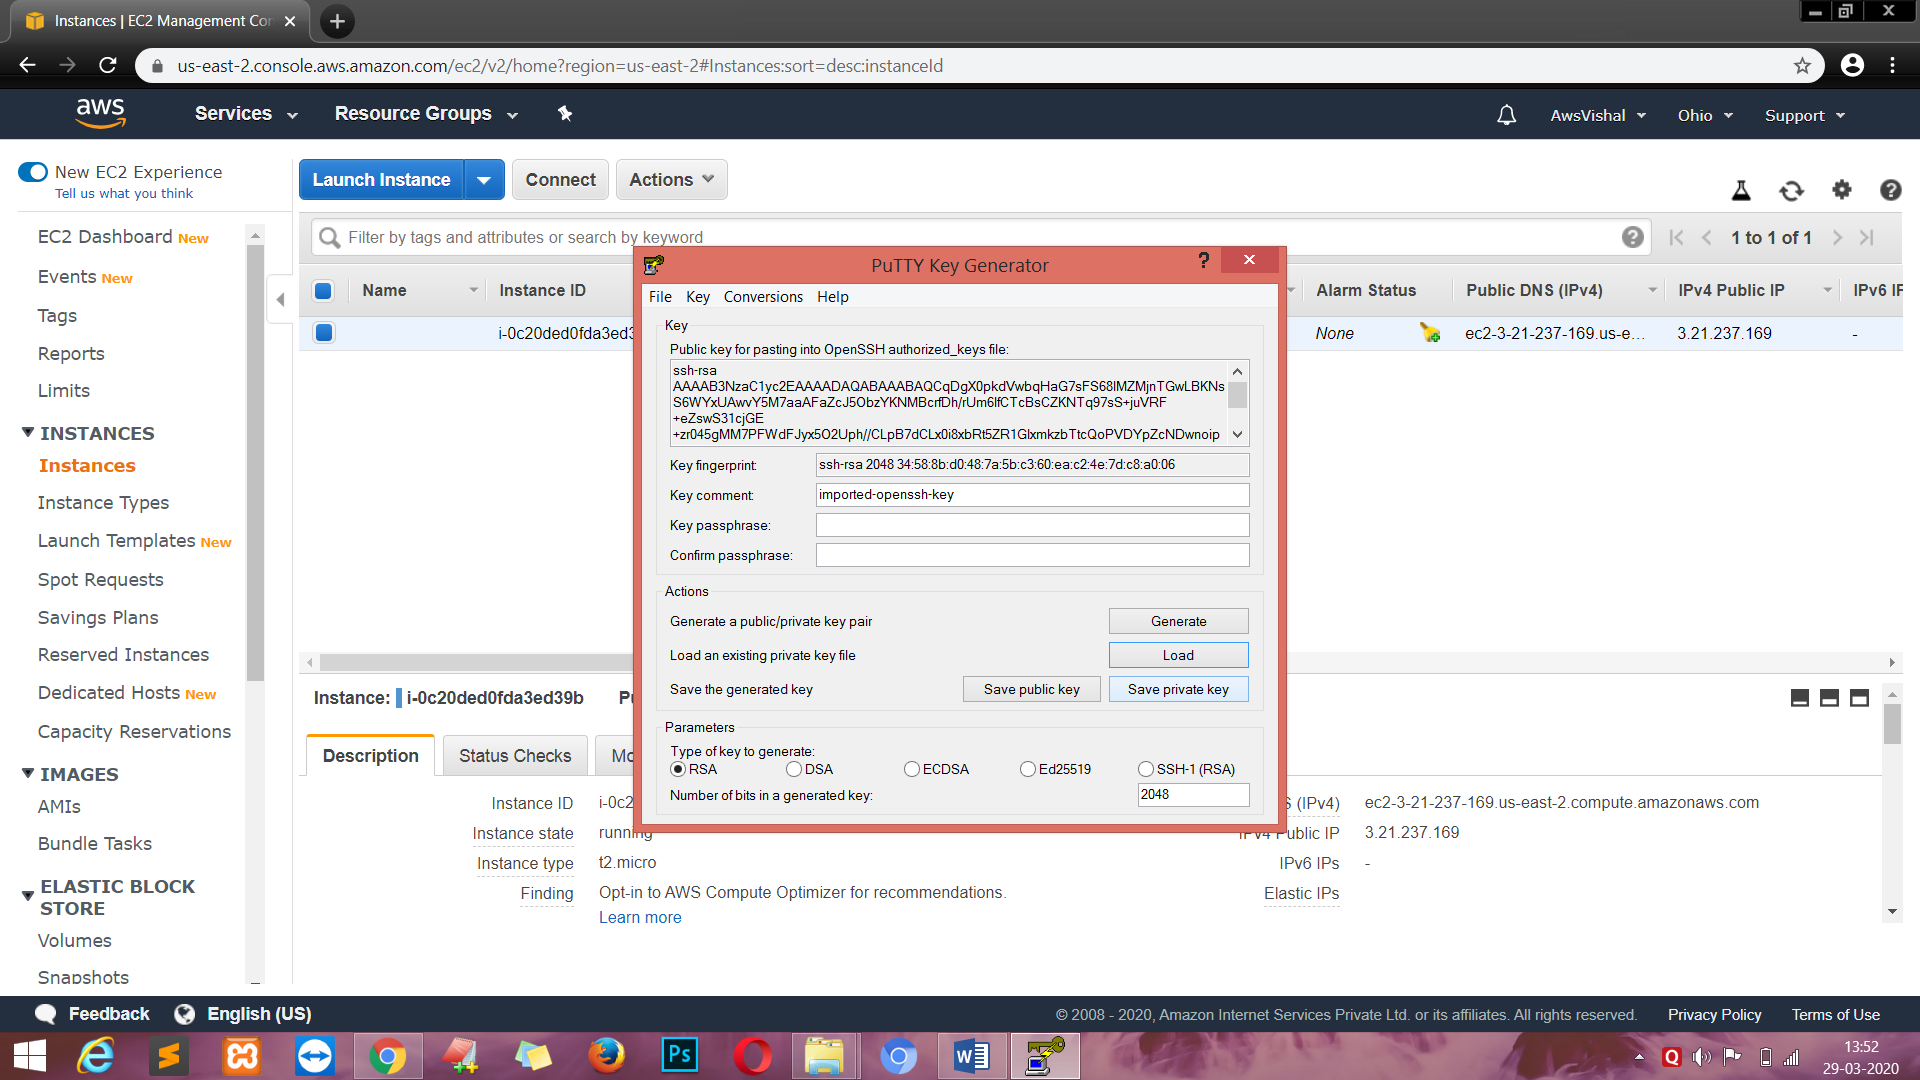 Instances | EC2 Management Con
us-east-2.console.aws.amazon.com/ec2/v2/home?region=us-east-2#Instances:sort=desc:instanceId
aws
Services
Resource Groups
AwsVishal
Ohio
Support
New EC2 Experience
Tell us what you think
Launch Instance
Connect
Actions
EC2 Dashboard New
Events New
Tags
Reports
Limits
INSTANCES
Instances
Instance Types
Launch Templates New
Spot Requests
Savings Plans
Reserved Instances
Dedicated Hosts New
Capacity Reservations
IMAGES
AMIs
Bundle Tasks
ELASTIC BLOCK
STORE
Volumes
Snapshots
Filter by tags and attributes or search by keyword
1 to 1 of 1
Name
Instance ID
Alarm Status
Public DNS (IPv4)
IPv4 Public IP
IPv6 IP
i-0c20ded0fda3ed3
None
ec2-3-21-237-169.us-e...
3.21.237.169
-
PuTTY Key Generator
File Key Conversions Help
Key
Public key for pasting into OpenSSH authorized_keys file:
ssh-rsa
+eZswS31cjGE
Key fingerprint:
ssh-rsa 2048 34:58:8b:d0:48:7a:5b:c3:60:ea:c2:4e:7d:c8:a0:06
Key comment:
imported-openssh-key
Key passphrase:
Confirm passphrase:
Actions
Generate a public/private key pair
Generate
Load an existing private key file
Load
Save the generated key
Save public key
Save private key
Parameters
Type of key to generate:
RSA
DSA
ECDSA
Ed25519
SSH-1 (RSA)
Number of bits in a generated key:
2048
Instance: i-0c20ded0fda3ed39b
Description
Status Checks
Mo
Instance ID
i-0c2
Instance state
running
Instance type
t2.micro
Finding
Opt-in to AWS Compute Optimizer for recommendations.
Learn more
(IPv4)
ec2-3-21-237-169.us-east-2.compute.amazonaws.com
IPv4 Public IP
3.21.237.169
IPv6 IPs
-
Elastic IPs
Feedback
English (US)
© 2008 - 2020, Amazon Internet Services Private Ltd. or its affiliates. All rights reserved.
Privacy Policy
Terms of Use
Ps
13:52
29-03-2020